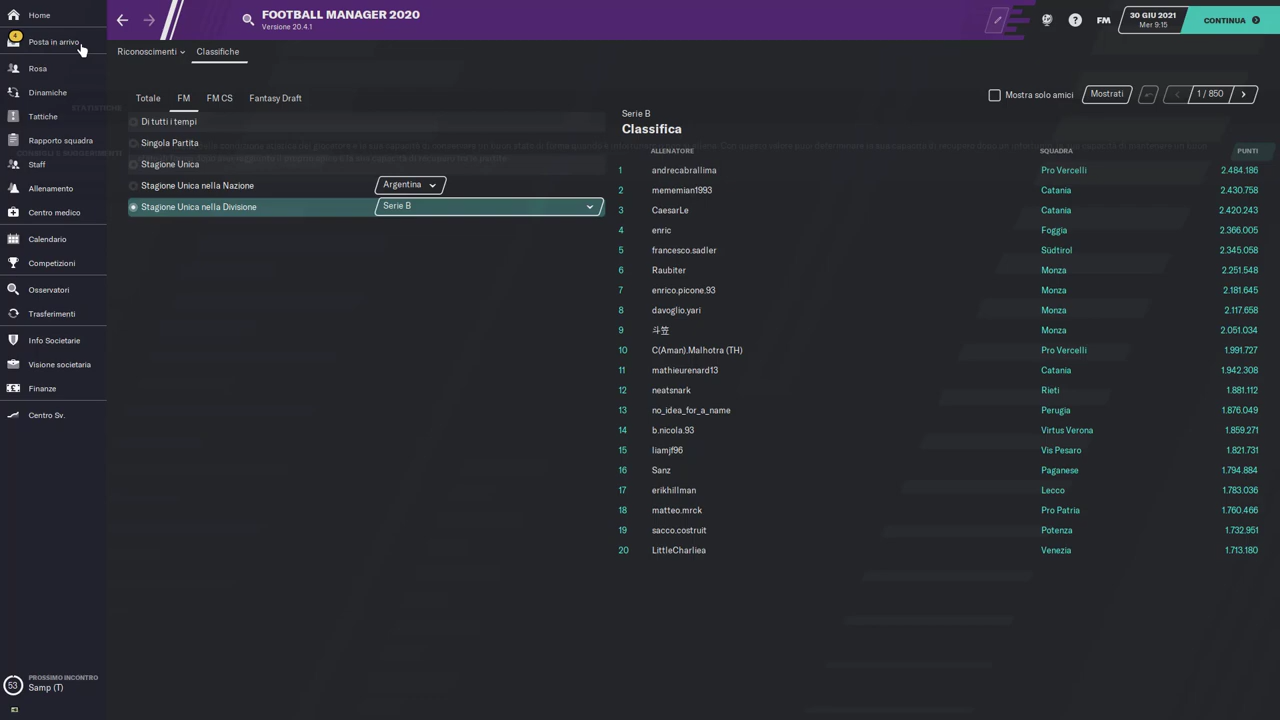 Home
4
Posta in arrivo
Rosa
Dinamiche
Tattiche
Rapporto squadra
Staff
Allenamento
Centro medico
Calendario
Competizioni
Osservatori
Trasferimenti
Info Societarie
Visione societaria
Finanze
Centro Sv.
53
PROSSIMO INCONTRO
Samp (T)
FOOTBALL MANAGER 2020
Versione 20.4.1
?
FM
30 GIU 2021
Mer 9:15
CONTINUA
Riconoscimenti
Classifiche
Totale
FM
FM CS
Fantasy Draft
Mostra solo amici
Mostrati
1 / 850
Di tutti i tempi
Singola Partita
Stagione Unica
Stagione Unica nella Nazione
Argentina
Stagione Unica nella Divisione
Serie B
Serie B
Classifica
ALLENATORE SQUADRA PUNTI
1 andrecabrallima Pro Vercelli 2.484.186
2 mememian1993 Catania 2.430.758
3 CaesarLe Catania 2.420.243
4 enric Foggia 2.366.005
5 francesco.sadler Südtirol 2.345.058
6 Raubiter Monza 2.251.548
7 enrico.picone.93 Monza 2.181.645
8 davoglio.yari Monza 2.117.658
9 斗笠 Monza 2.051.034
10 C(Aman).Malhotra (TH) Pro Vercelli 1.991.727
11 mathieurenard13 Catania 1.942.308
12 neatsnark Rieti 1.881.112
13 no_idea_for_a_name Perugia 1.876.049
14 b.nicola.93 Virtus Verona 1.859.271
15 liamjf96 Vis Pesaro 1.821.731
16 Sanz Paganese 1.794.884
17 erikhillman Lecco 1.783.036
18 matteo.mrck Pro Patria 1.760.466
19 sacco.costruit Potenza 1.732.951
20 LittleCharliea Venezia 1.713.180